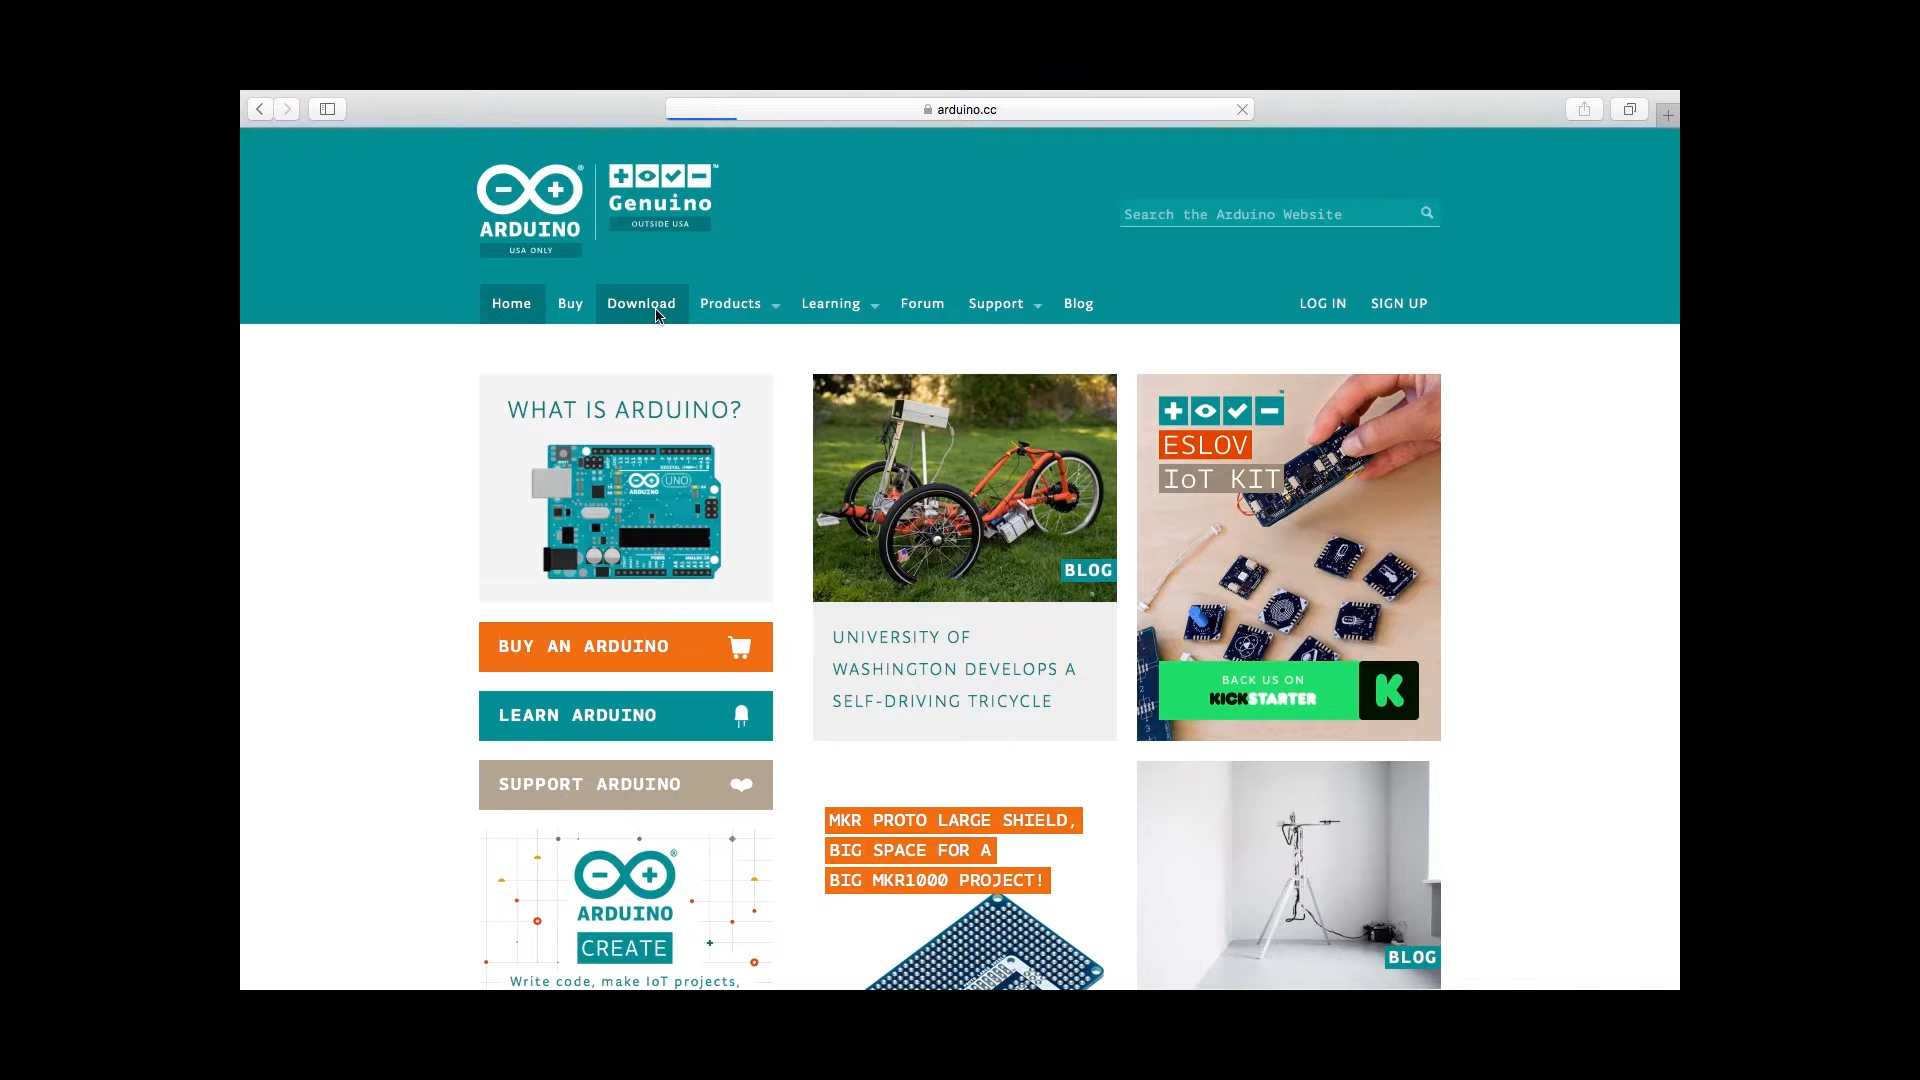 arduino.cc
ARDUINO
USA ONLY
Genuino
OUTSIDE USA
Search the Arduino Website
Home Buy Download Products Learning Forum Support Blog LOG IN SIGN UP
WHAT IS ARDUINO?
ARDUINO UNO
BUY AN ARDUINO
LEARN ARDUINO
SUPPORT ARDUINO
ARDUINO
CREATE
Write code, make IoT projects,
BLOG
UNIVERSITY OF
WASHINGTON DEVELOPS A
SELF-DRIVING TRICYCLE
MKR PROTO LARGE SHIELD,
BIG SPACE FOR A
BIG MKR1000 PROJECT!
ESLOV
IoT KIT
BACK US ON
KICKSTARTER
K
BLOG